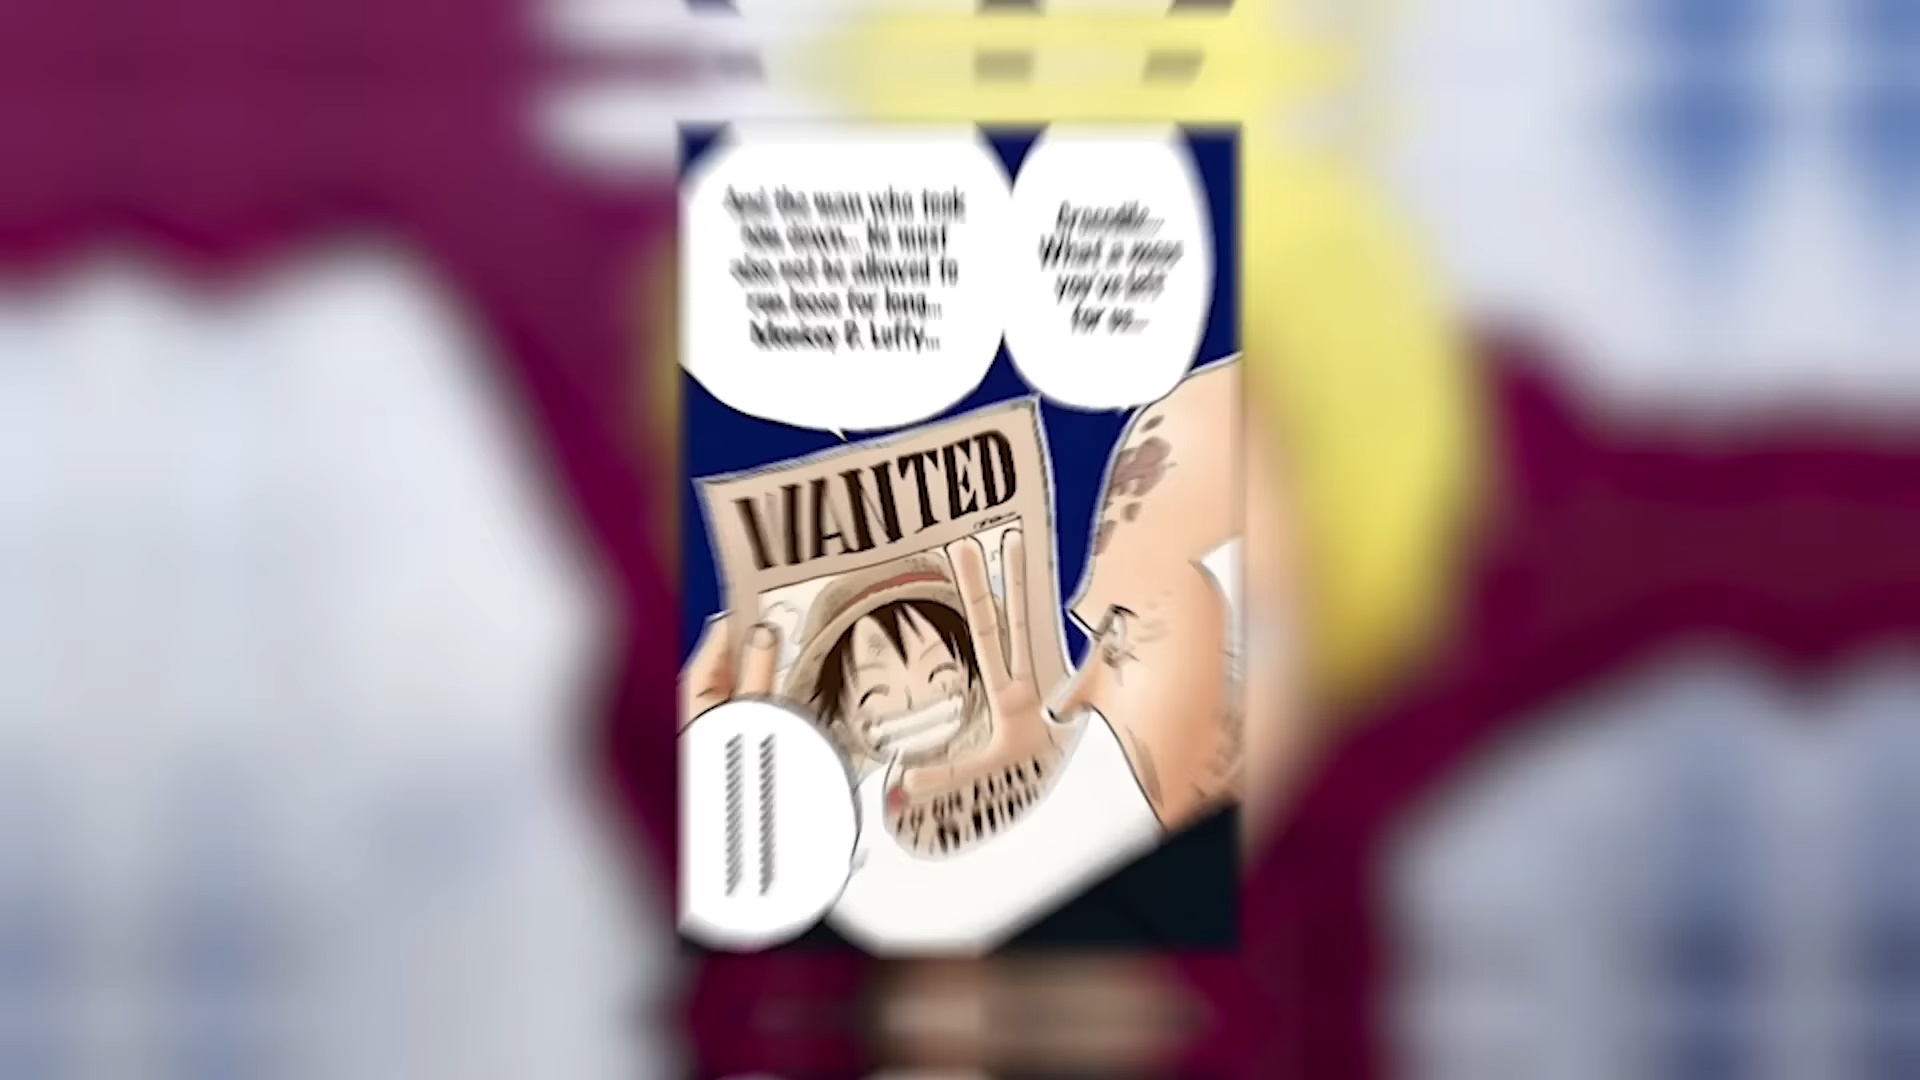 Crocodile...
What a mess
you've left
for us...
And the man who took
him down... he must
also not be allowed to
run loose for long...
Monkey D. Luffy...
WANTED